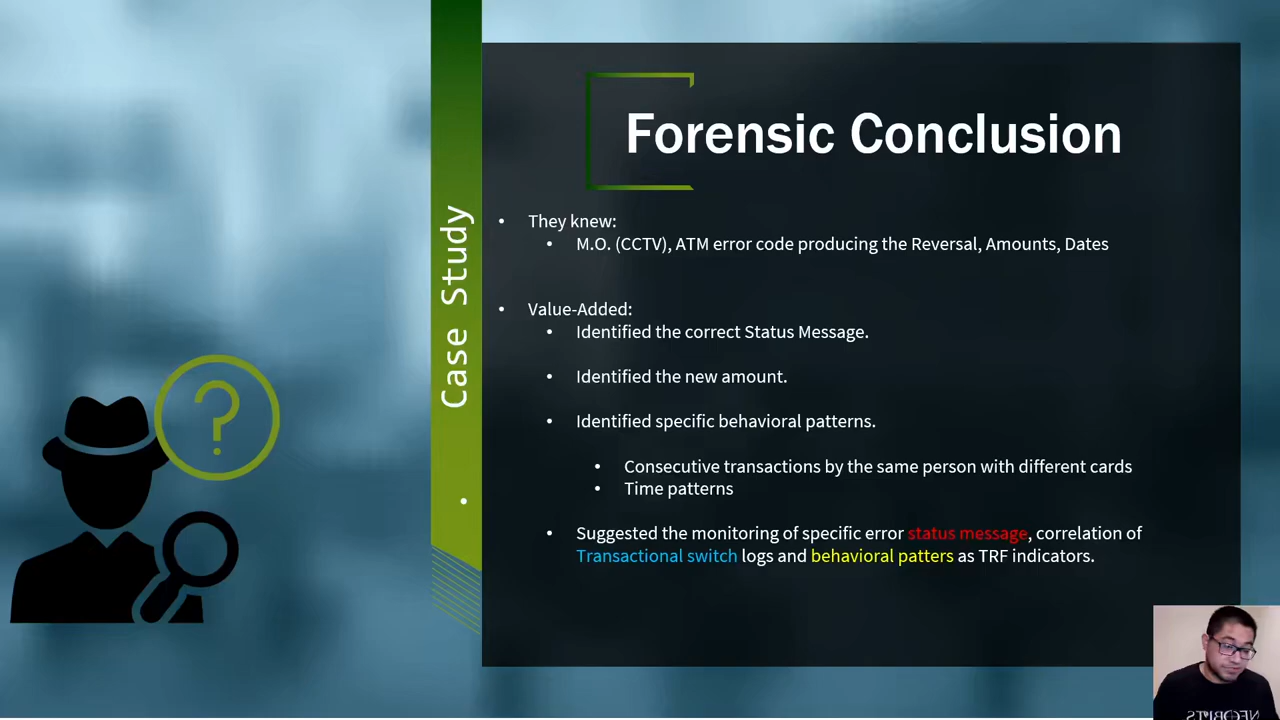 Forensic Conclusion
Case Study
• They knew:
• M.O. (CCTV), ATM error code producing the Reversal, Amounts, Dates
• Value-Added:
• Identified the correct Status Message.
• Identified the new amount.
• Identified specific behavioral patterns.
• Consecutive transactions by the same person with different cards
• Time patterns
• Suggested the monitoring of specific error status message, correlation of
Transactional switch logs and behavioral patters as TRF indicators.
?